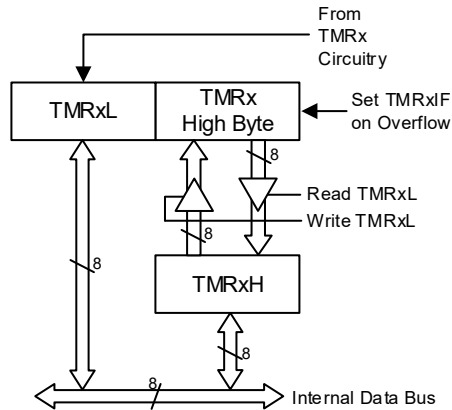 From
TMRx
Circuitry
TMRxL
TMRx
High Byte
Set TMRxIF
on Overflow
8
Read TMRxL
Write TMRxL
8
TMRxH
8
8
8
Internal Data Bus